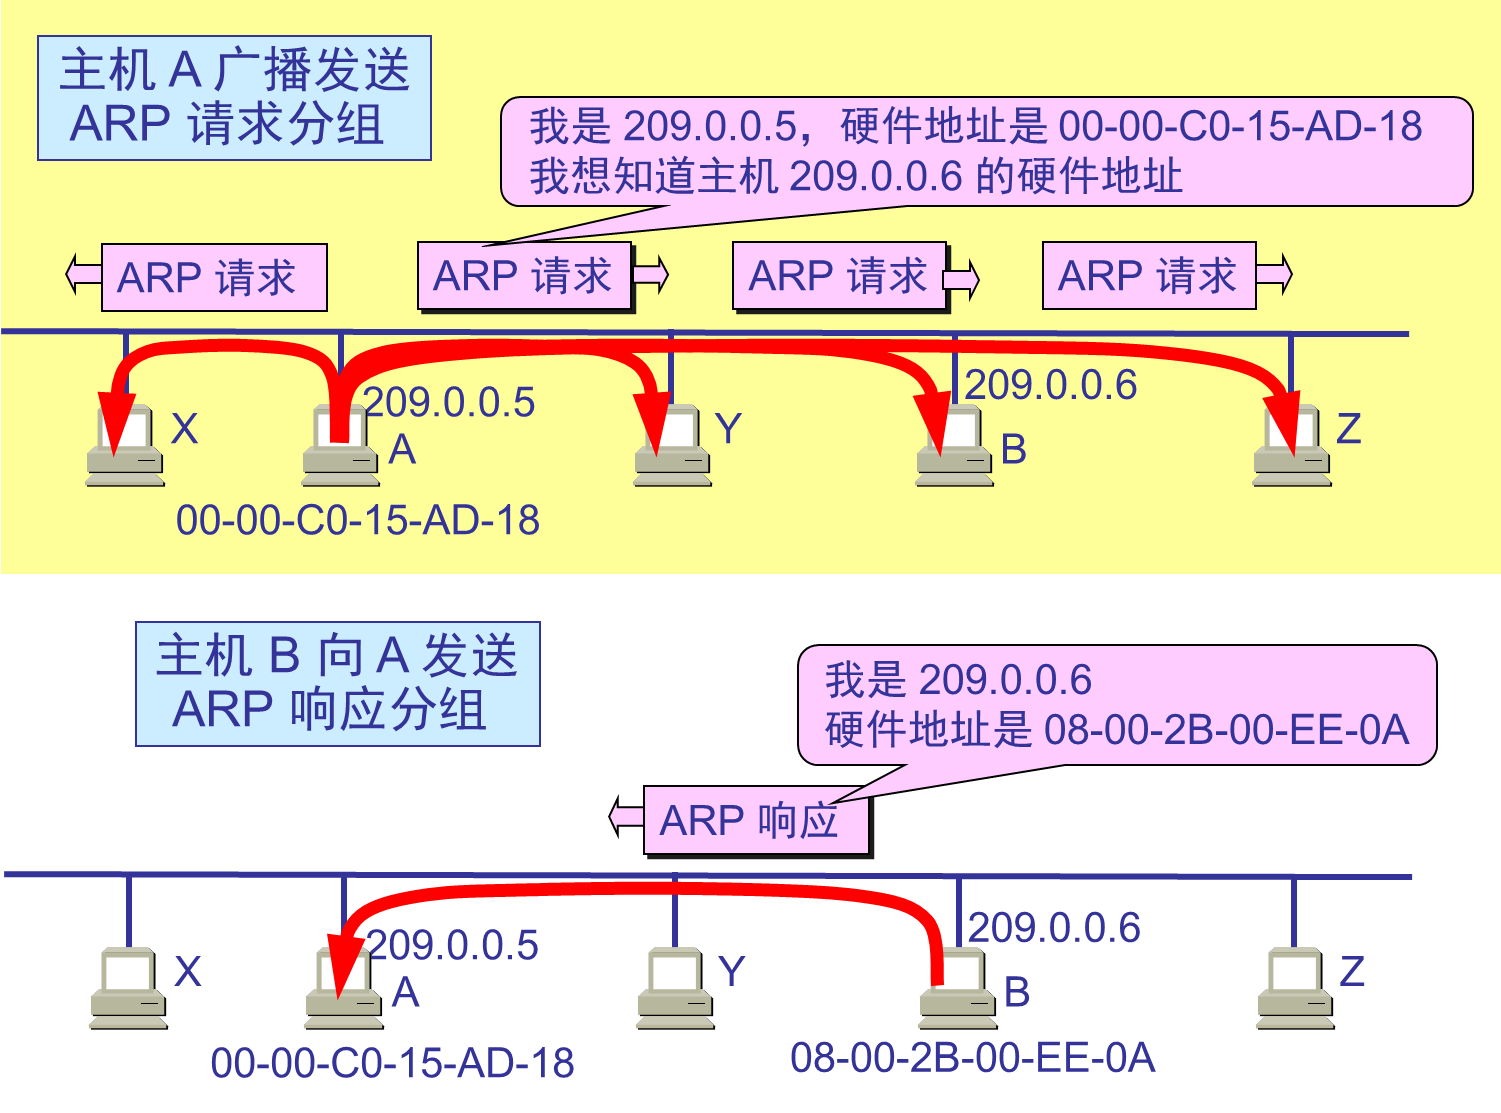 主机 A 广播发送
ARP 请求分组
我是 209.0.0.5，硬件地址是 00-00-C0-15-AD-18
我想知道主机 209.0.0.6 的硬件地址
ARP 请求
ARP 请求
ARP 请求
ARP 请求
209.0.0.5
209.0.0.6
X
A
Y
B
Z
00-00-C0-15-AD-18
主机 B 向 A 发送
ARP 响应分组
我是 209.0.0.6
硬件地址是 08-00-2B-00-EE-0A
ARP 响应
209.0.0.5
209.0.0.6
X
A
Y
B
Z
00-00-C0-15-AD-18
08-00-2B-00-EE-0A